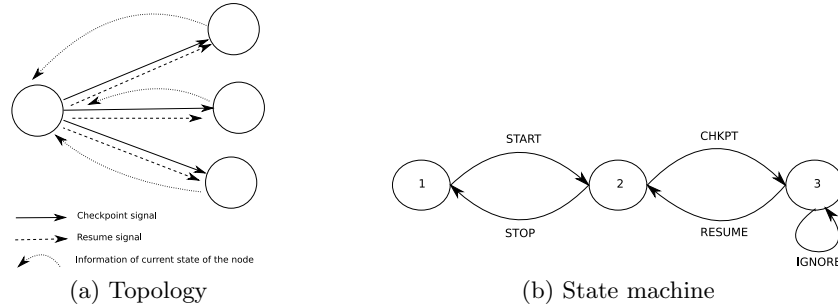 START
CHKPT
1
2
3
STOP
RESUME
IGNORE
Checkpoint signal
Resume signal
Information of current state of the node
(a) Topology
(b) State machine